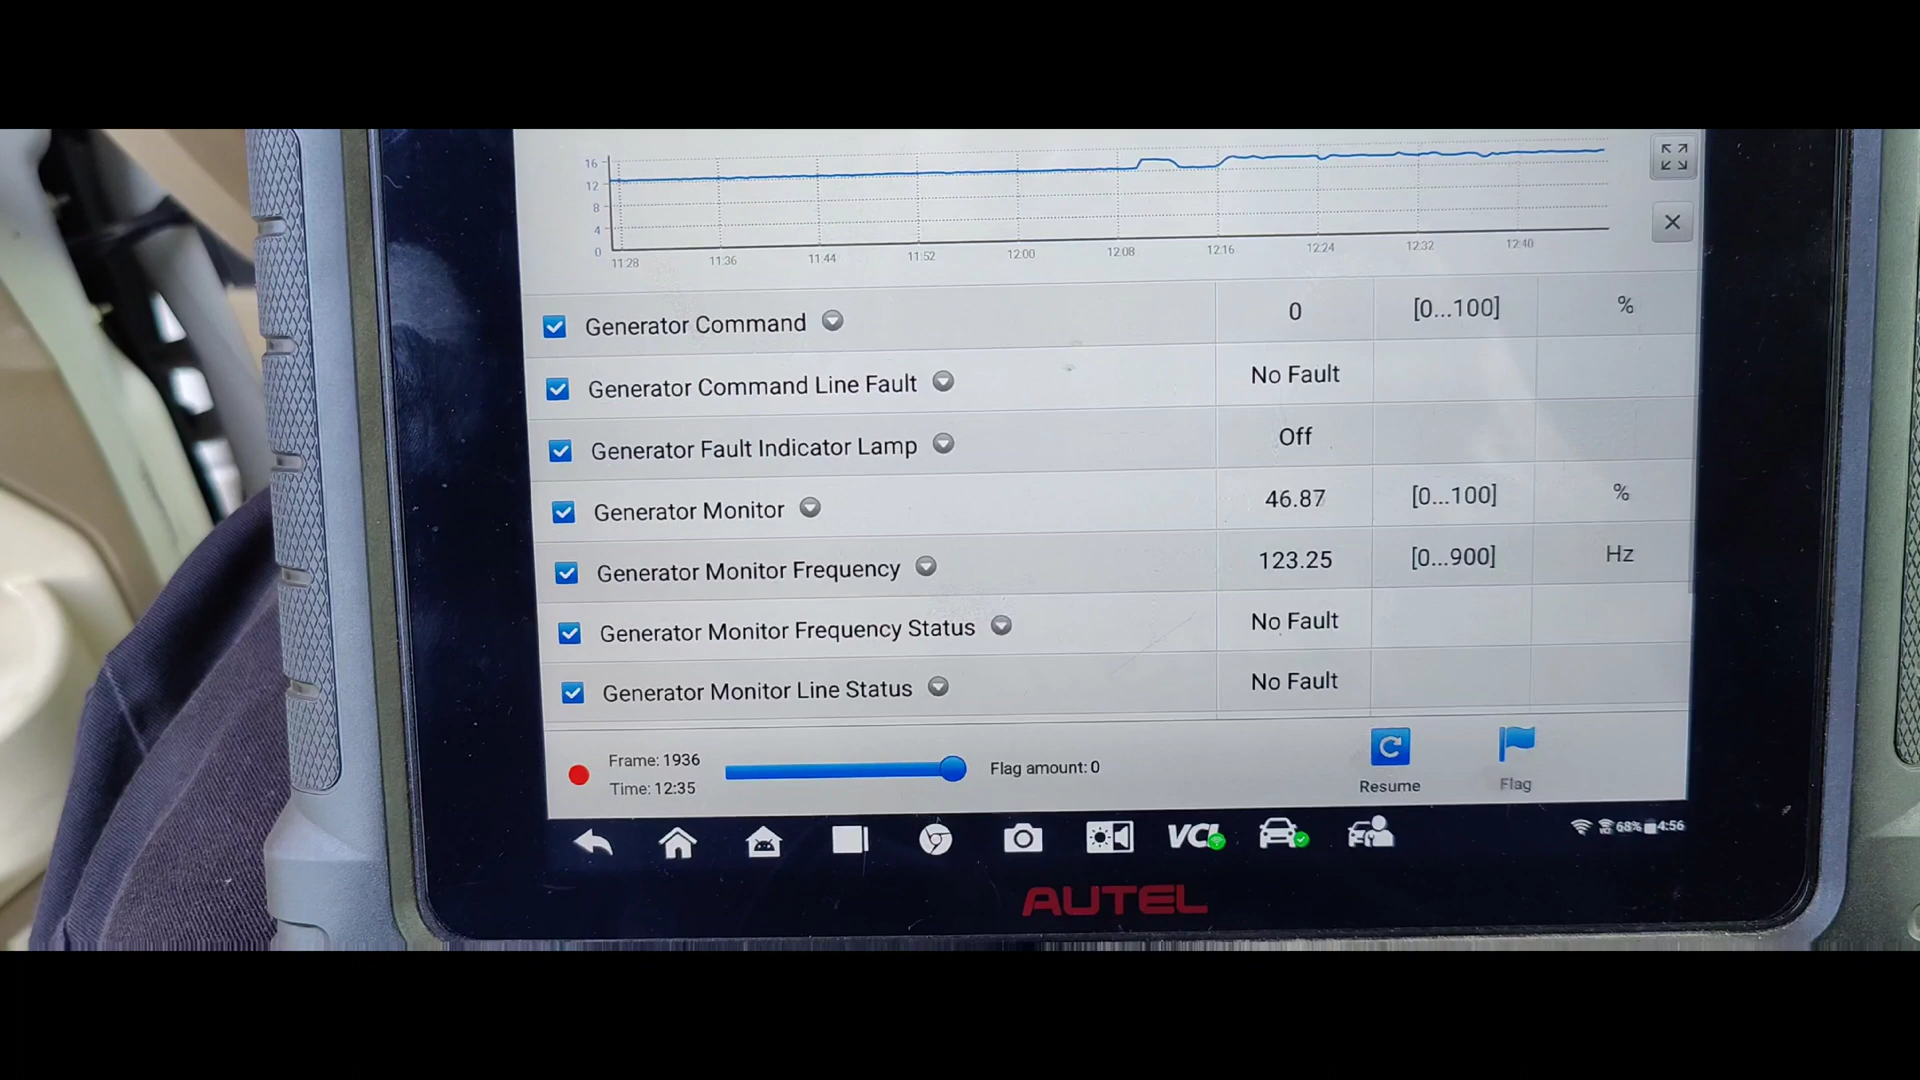 16
12
8
4
0
11:28 11:36 11:44 11:52 12:00 12:08 12:16 12:24 12:32 12:40
Generator Command 0 [0...100] %
Generator Command Line Fault No Fault
Generator Fault Indicator Lamp Off
Generator Monitor 46.87 [0...100] %
Generator Monitor Frequency 123.25 [0...900] Hz
Generator Monitor Frequency Status No Fault
Generator Monitor Line Status No Fault
Frame: 1936
Time: 12:35
Flag amount: 0
Resume
Flag
VCI
68% 4:56
AUTEL